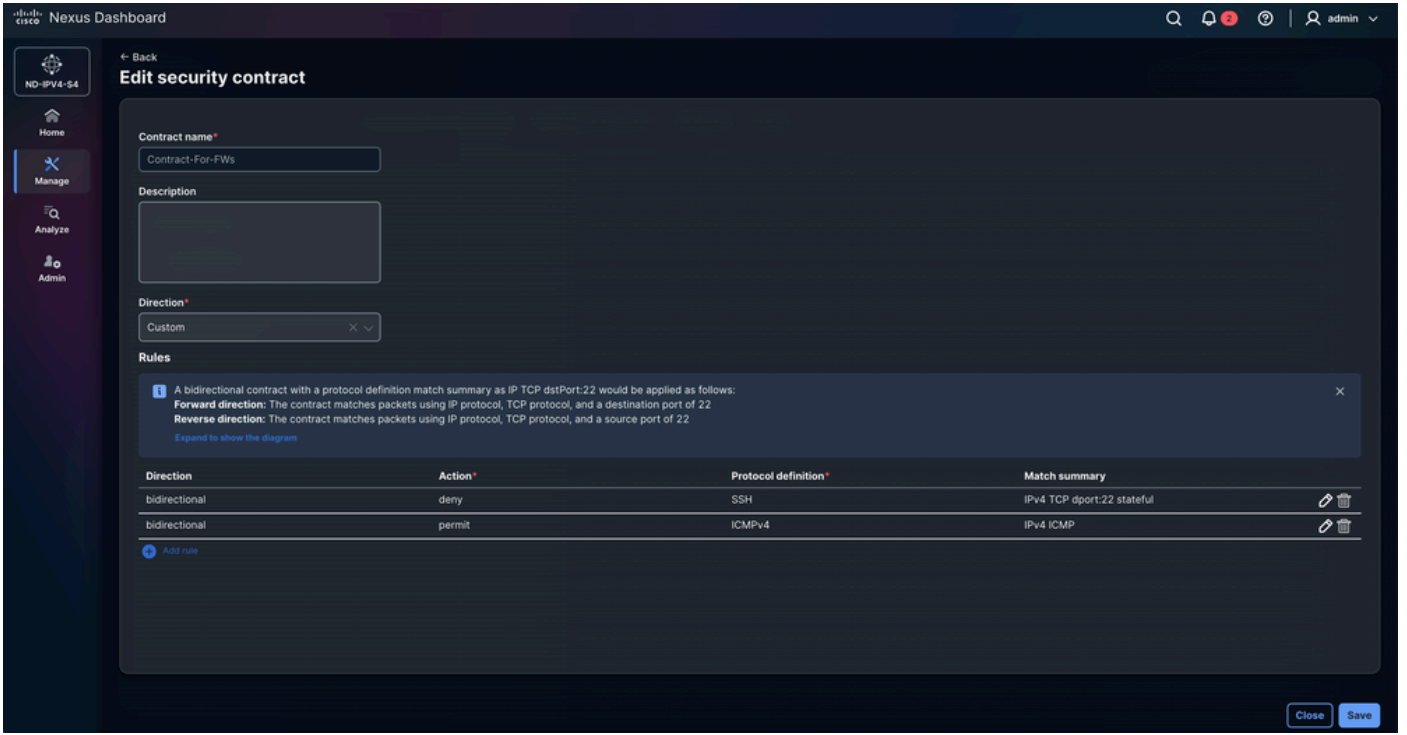 cisco Nexus Dashboard
2
admin
ND-IPV4-S4
Home
Manage
Analyze
Admin
← Back
Edit security contract
Contract name*
Contract-For-FWs
Description
Direction*
Custom
Rules
A bidirectional contract with a protocol definition match summary as IP TCP dstPort:22 would be applied as follows:
Forward direction: The contract matches packets using IP protocol, TCP protocol, and a destination port of 22
Reverse direction: The contract matches packets using IP protocol, TCP protocol, and a source port of 22
Expand to show the diagram
Direction Action* Protocol definition* Match summary
bidirectional deny SSH IPv4 TCP dport:22 stateful
bidirectional permit ICMPv4 IPv4 ICMP
Add rule
Close Save